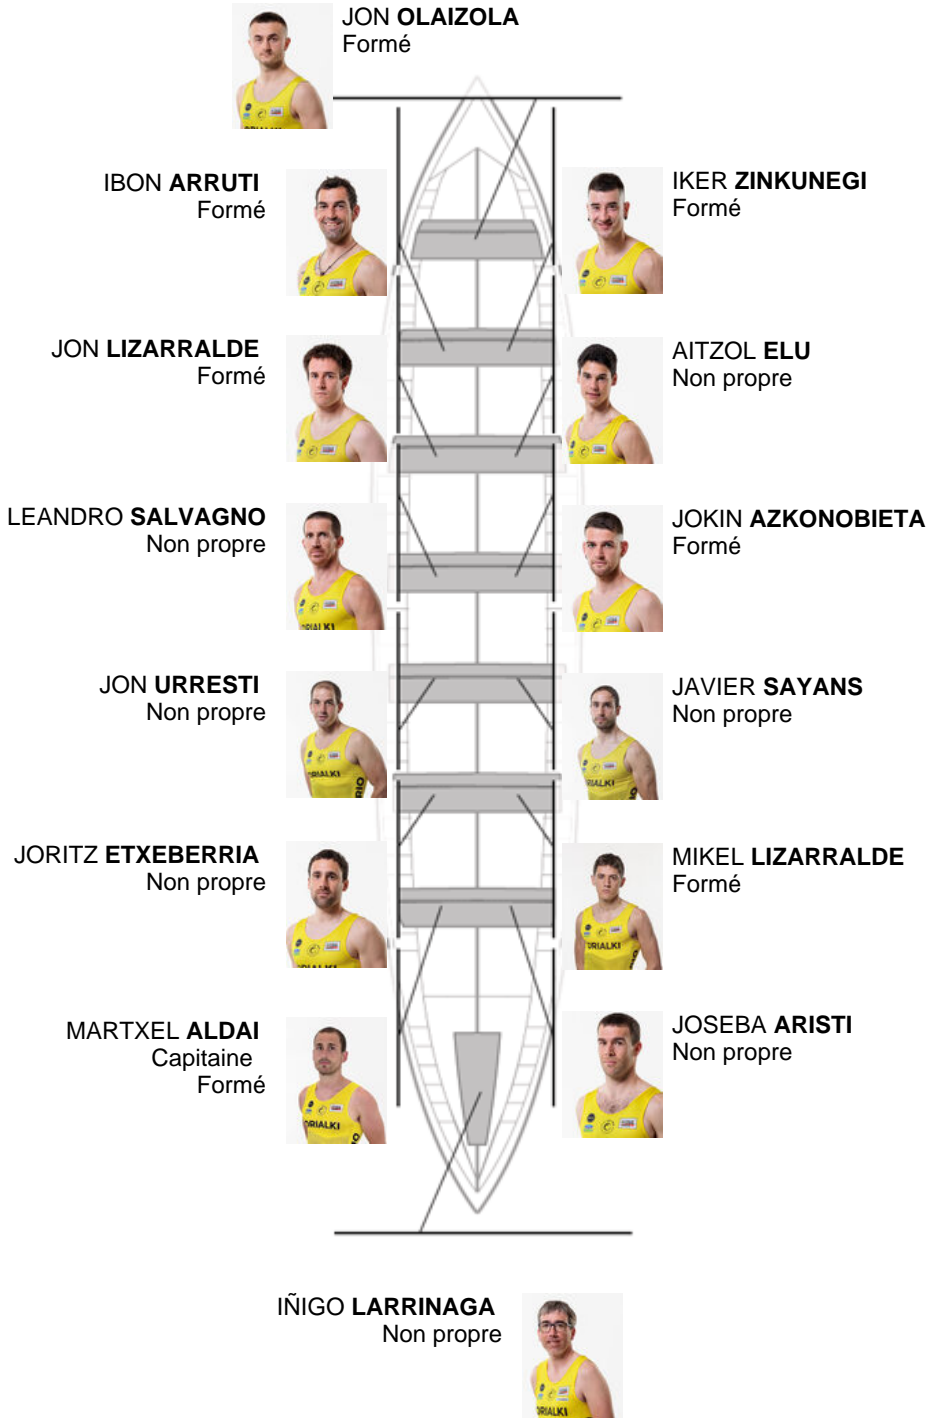 JON OLAIZOLA
Formé
IBON ARRUTI
Formé
IKER ZINKUNEGI
Formé
JON LIZARRALDE
Formé
AITZOL ELU
Non propre
LEANDRO SALVAGNO
Non propre
JOKIN AZKONOBIETA
Formé
JON URRESTI
Non propre
JAVIER SAYANS
Non propre
JORITZ ETXEBERRIA
Non propre
MIKEL LIZARRALDE
Formé
MARTXEL ALDAI
Capitaine
Formé
JOSEBA ARISTI
Non propre
IÑIGO LARRINAGA
Non propre